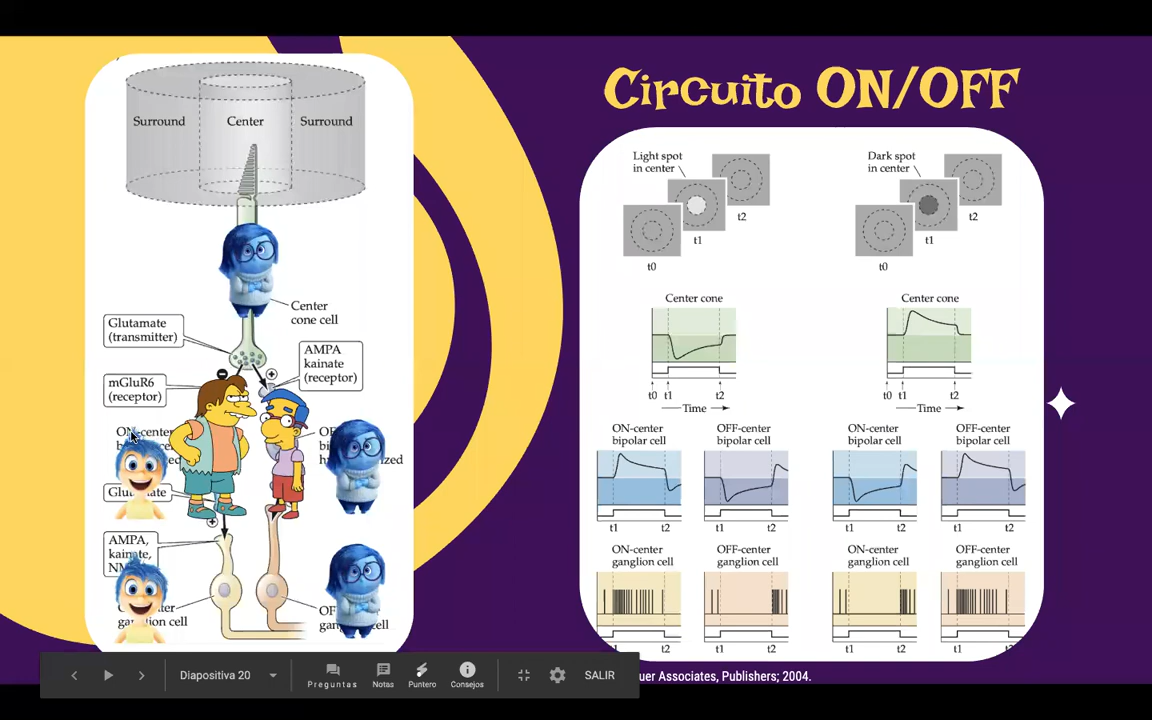 Circuito ON/OFF
Surround
Center
Surround
Center
cone cell
Glutamate
(transmitter)
AMPA
kainate
(receptor)
mGluR6
(receptor)
ON-center
AMPA,
kainate,
ganglion cell
Light spot
in center
t0
t1
t2
Dark spot
in center
t0
t1
t2
Center cone
t0
t1
t2
Time
Center cone
t0
t1
t2
Time
ON-center
bipolar cell
t1
t2
OFF-center
bipolar cell
t1
t2
ON-center
bipolar cell
t1
t2
OFF-center
bipolar cell
t1
t2
ON-center
ganglion cell
t1
t2
OFF-center
ganglion cell
t1
t2
ON-center
ganglion cell
t1
t2
OFF-center
ganglion cell
t1
t2
Diapositiva 20
Preguntas
Notas
Puntero
Consejos
SALIR
Associates, Publishers; 2004.